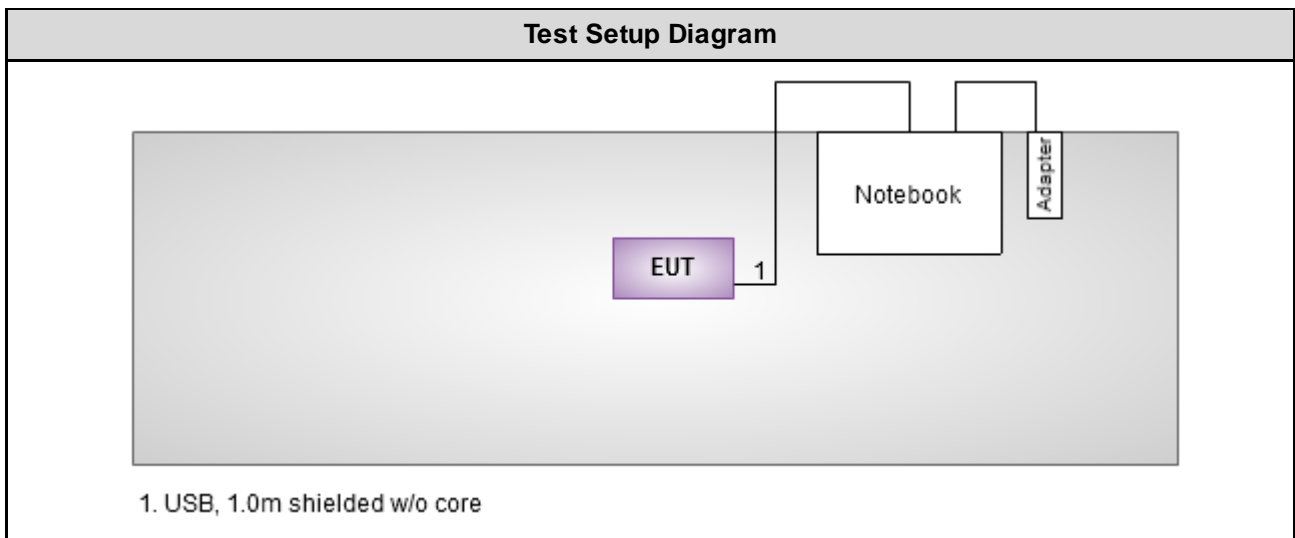 Test Setup Diagram
Notebook
Adapter
EUT
1
1. USB, 1.0m shielded w/o core